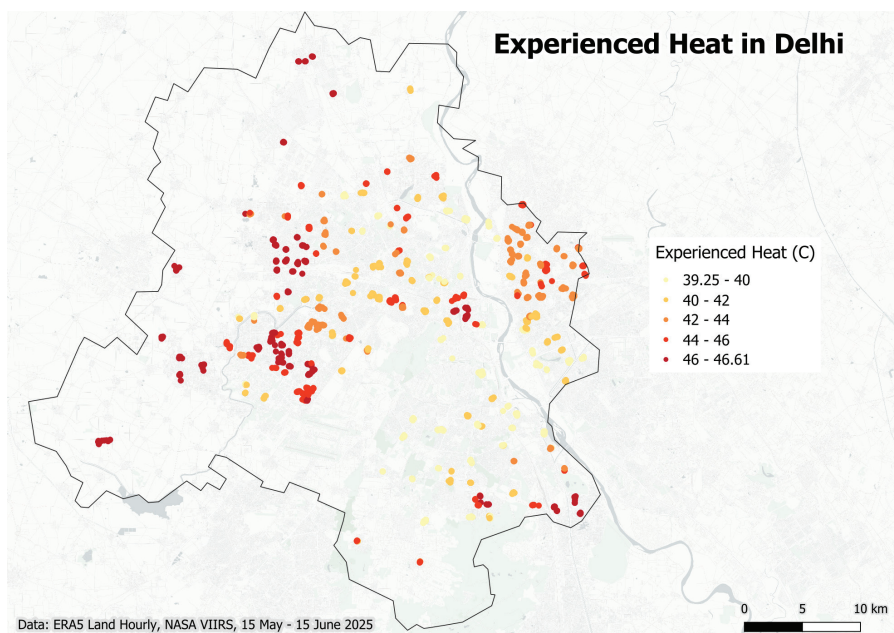 Experienced Heat in Delhi
Experienced Heat (C)
39.25 - 40
40 - 42
42 - 44
44 - 46
46 - 46.61
0 5 10 km
Data: ERA5 Land Hourly, NASA VIIRS, 15 May - 15 June 2025